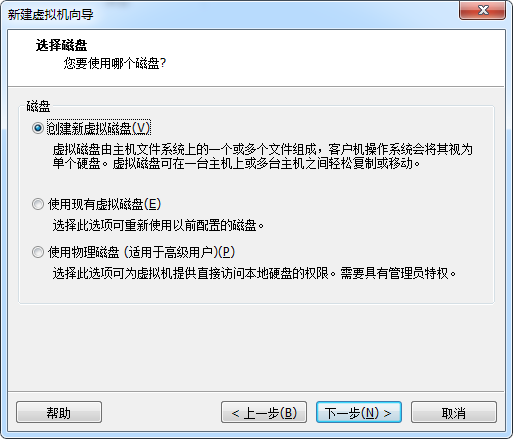 新建虚拟机向导
选择磁盘
您要使用哪个磁盘?
磁盘
创建新虚拟磁盘(V)
虚拟磁盘由主机文件系统上的一个或多个文件组成，客户机操作系统会将其视为
单个硬盘。虚拟磁盘可在一台主机上或多台主机之间轻松复制或移动。
使用现有虚拟磁盘(E)
选择此选项可重新使用以前配置的磁盘。
使用物理磁盘 (适用于高级用户)(P)
选择此选项可为虚拟机提供直接访问本地硬盘的权限。需要具有管理员特权。
帮助
< 上一步(B)
下一步(N) >
取消